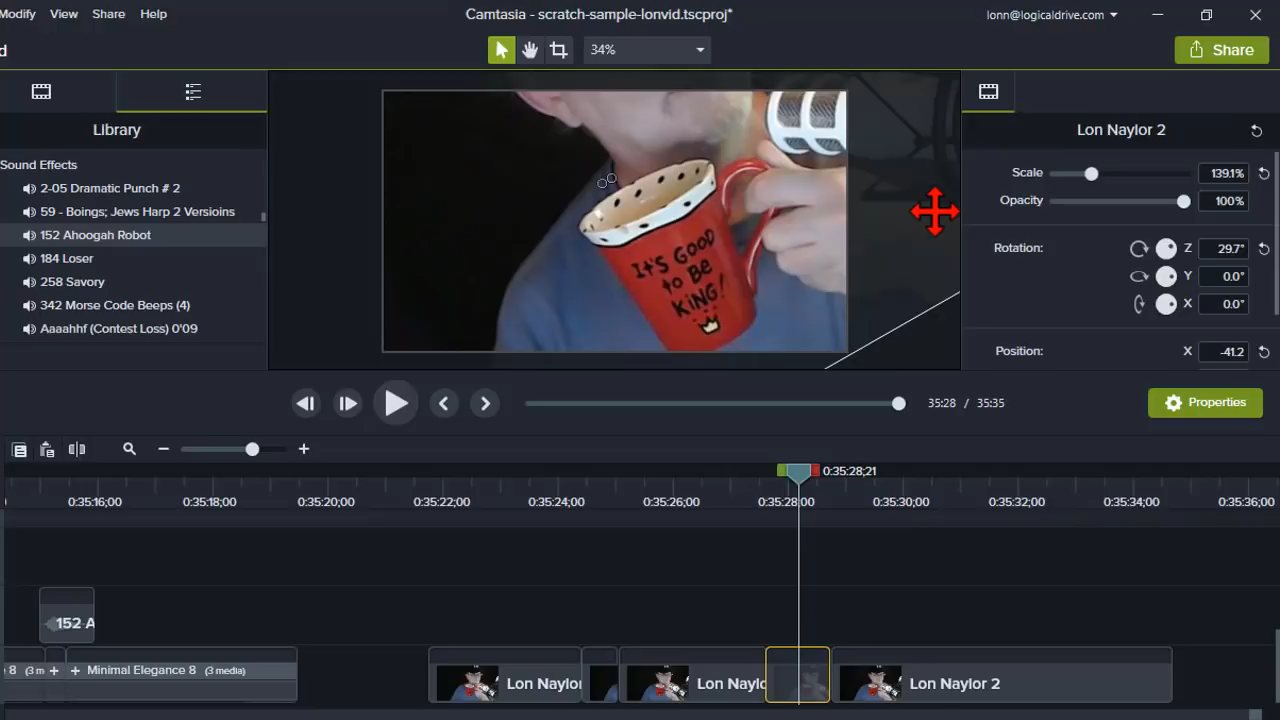 Modify View Share Help
Camtasia - scratch-sample-lonvid.tscproj*
lonn@logicaldrive.com
d
34%
Share
Library
Sound Effects
2-05 Dramatic Punch # 2
59 - Boings; Jews Harp 2 Versioins
152 Ahoogah Robot
184 Loser
258 Savory
342 Morse Code Beeps (4)
Aaaahhf (Contest Loss) 0'09
IT'S GOOD
to BE
KiNG!
Lon Naylor 2
Scale 139.1%
Opacity 100%
Rotation: Z 29.7°
Y 0.0°
X 0.0°
Position: X -41.2
35:28 / 35:35
Properties
0:35:28;21
0:35:16;00 0:35:18;00 0:35:20;00 0:35:22;00 0:35:24;00 0:35:26;00 0:35:28;00 0:35:30;00 0:35:32;00 0:35:34;00 0:35:36;00
152 A
8 (3 m + + Minimal Elegance 8 (3 media)
Lon Naylor Lon Naylo Lon Naylor 2